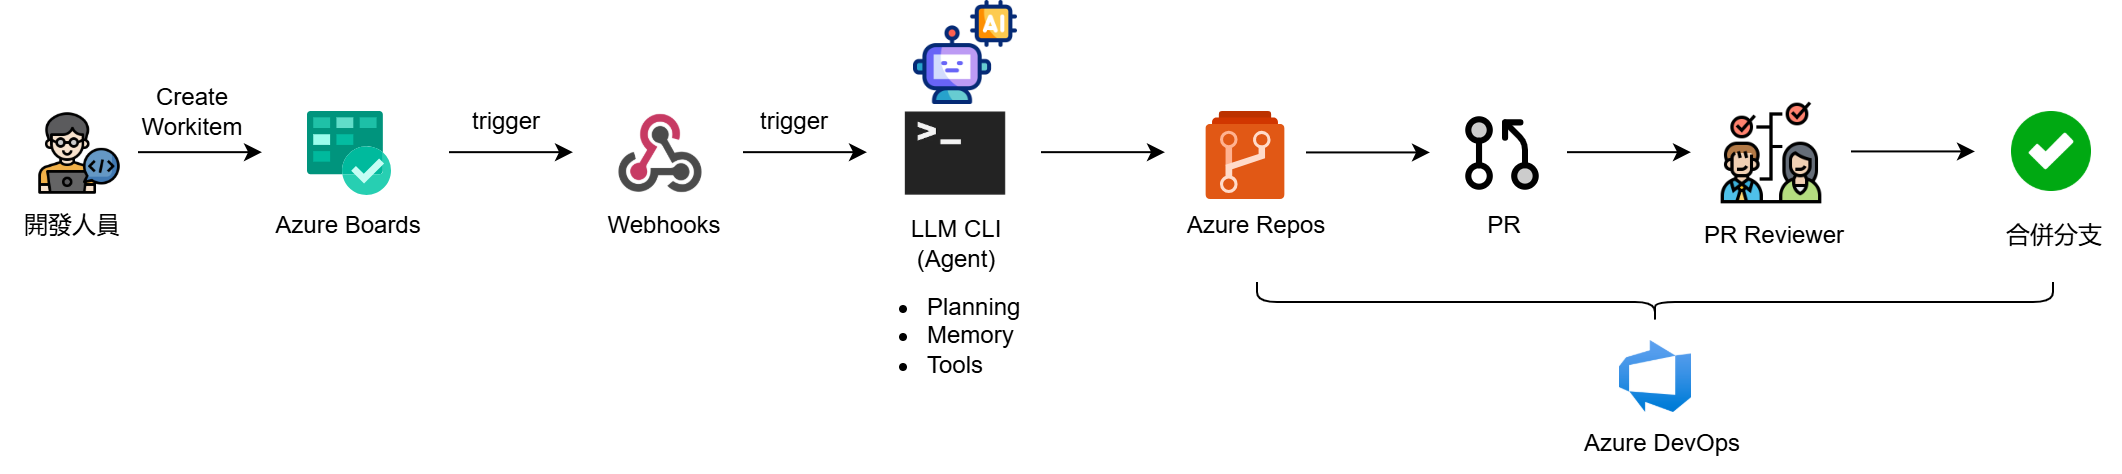 Create
Workitem
trigger
trigger
AI
>_
開發人員
Azure Boards
Webhooks
LLM CLI
(Agent)
Azure Repos
PR
PR Reviewer
合併分支
• Planning
• Memory
• Tools
Azure DevOps